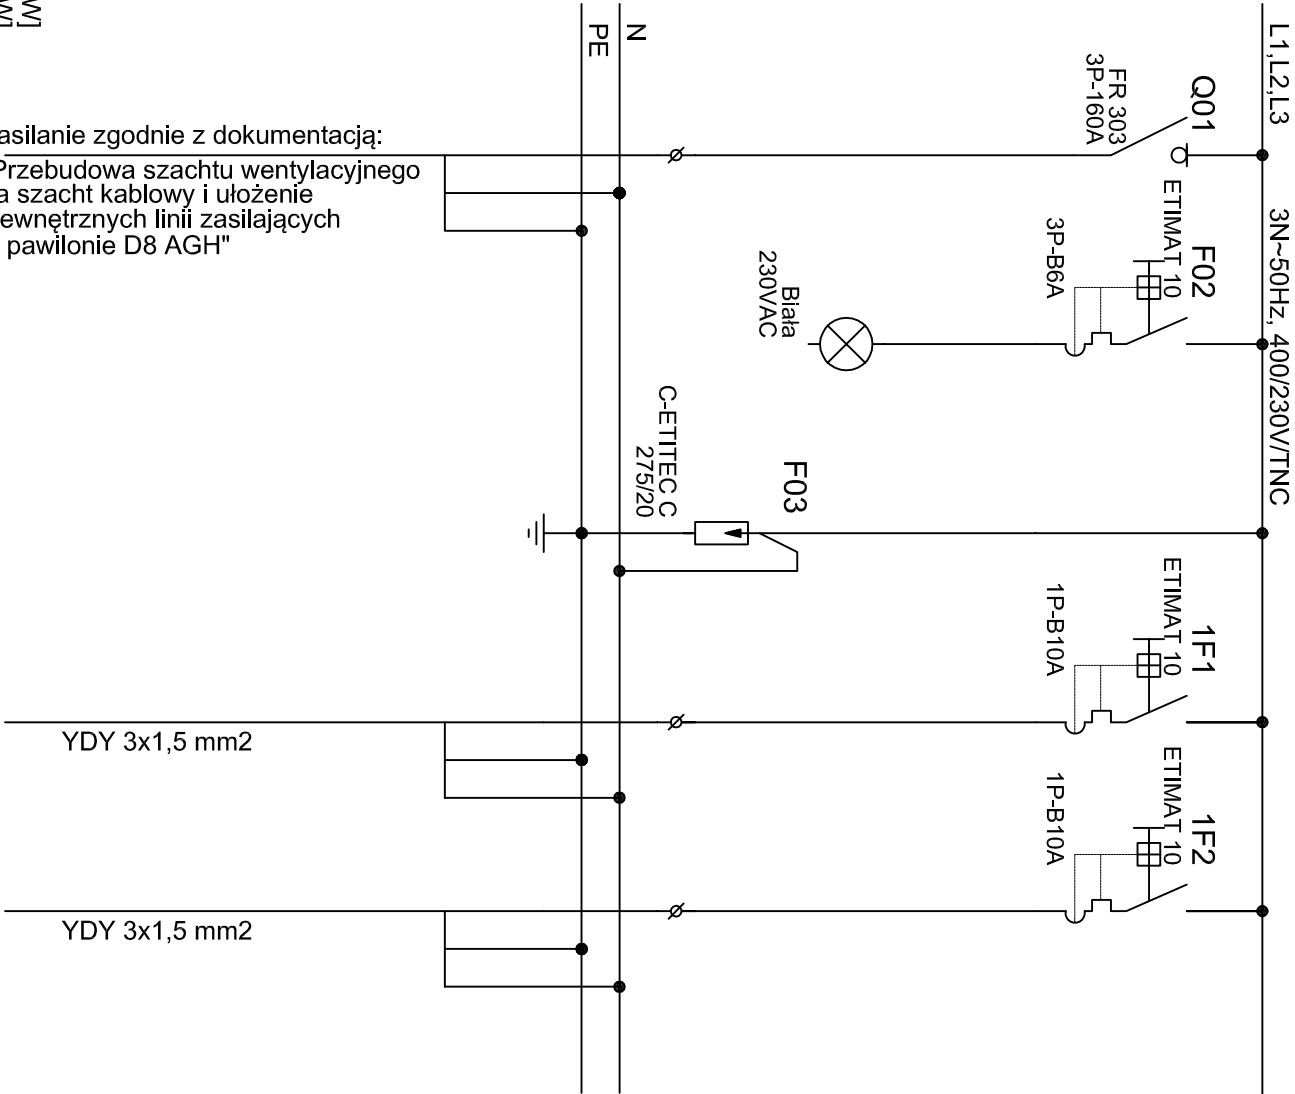 W]
W]
L1,L2,L3
3N~50Hz, 400/230V/TNC
N
PE
Q01
FR 303
3P-160A
asilanie zgodnie z dokumentacją:
Przebudowa szachtu wentylacyjnego
a szacht kablowy i ułożenie
ewnętrznych linii zasilających
pawilonie D8 AGH"
F02
ETIMAT 10
3P-B6A
Biała
230VAC
F03
C-ETITEC C
275/20
1F1
ETIMAT 10
1P-B10A
YDY 3x1,5 mm2
1F2
ETIMAT 10
1P-B10A
YDY 3x1,5 mm2